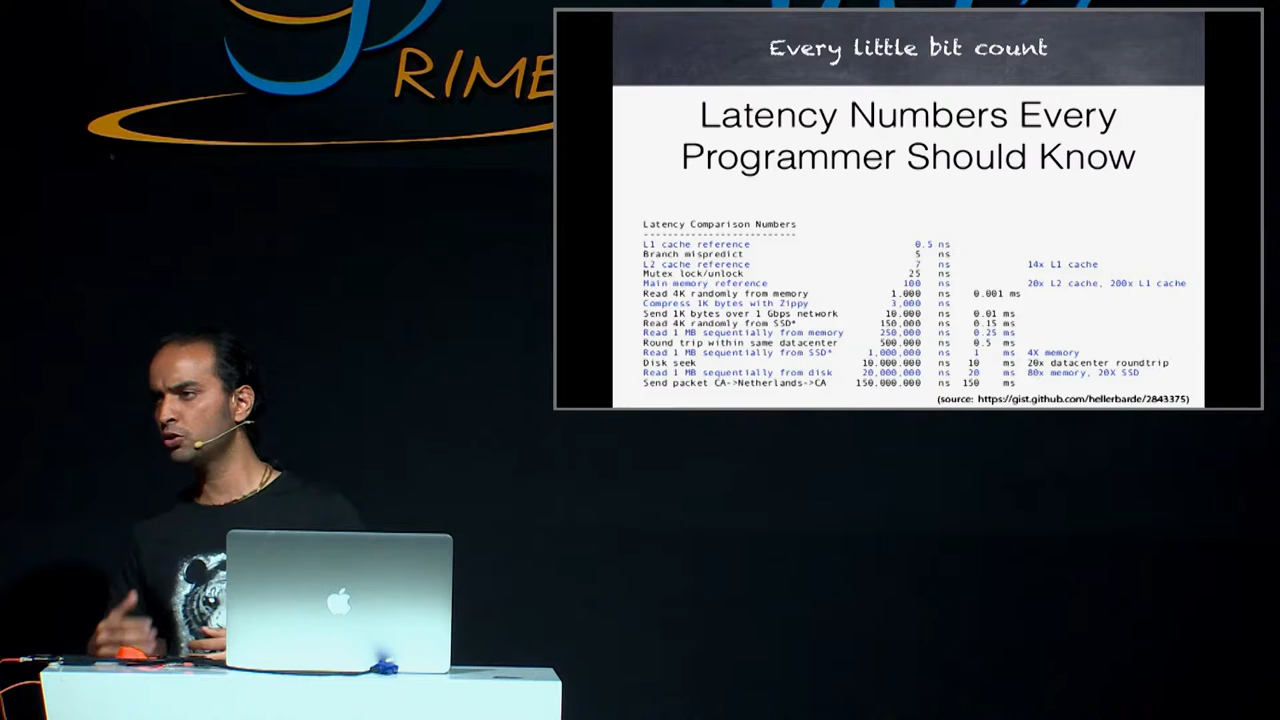 RIME
Every little bit count
Latency Numbers Every
Programmer Should Know
Latency Comparison Numbers
--------------------------
L1 cache reference 0.5 ns
Branch mispredict 5 ns
L2 cache reference 7 ns 14x L1 cache
Mutex lock/unlock 25 ns
Main memory reference 100 ns 20x L2 cache, 200x L1 cache
Read 4K randomly from memory 1,000 ns 0.001 ms
Compress 1K bytes with Zippy 3,000 ns
Send 1K bytes over 1 Gbps network 10,000 ns 0.01 ms
Read 4K randomly from SSD* 150,000 ns 0.15 ms
Read 1 MB sequentially from memory 250,000 ns 0.25 ms
Round trip within same datacenter 500,000 ns 0.5 ms
Read 1 MB sequentially from SSD* 1,000,000 ns 1 ms 4X memory
Disk seek 10,000,000 ns 10 ms 20x datacenter roundtrip
Read 1 MB sequentially from disk 20,000,000 ns 20 ms 80x memory, 20X SSD
Send packet CA->Netherlands->CA 150,000,000 ns 150 ms
(source: https://gist.github.com/hellerbarde/2843375)